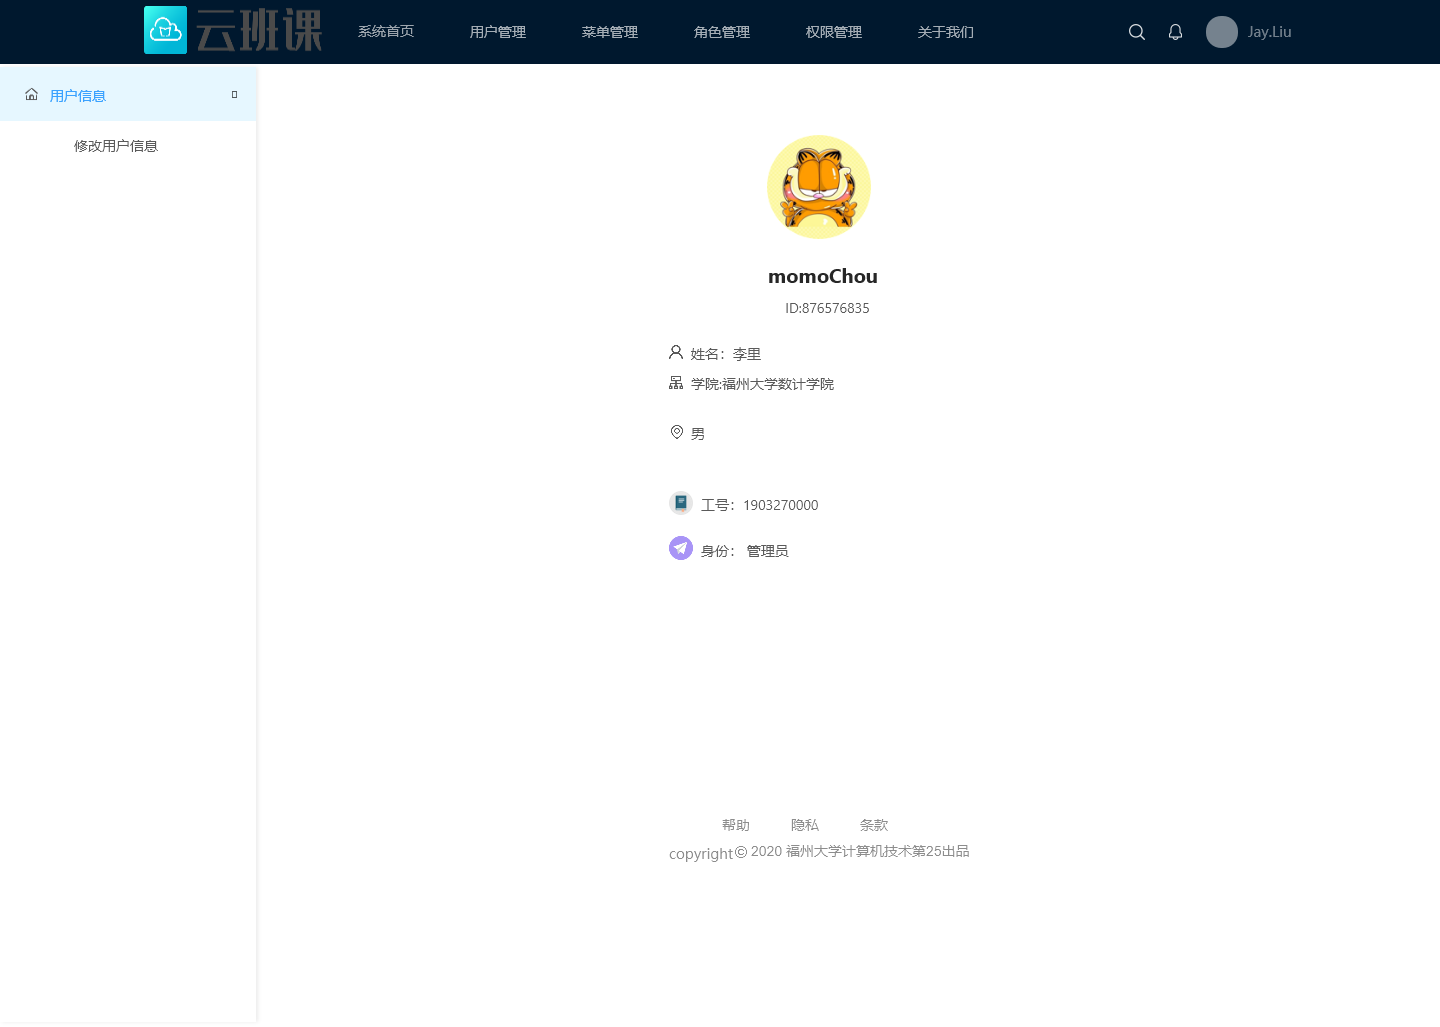 云班课 系统首页 用户管理 菜单管理 角色管理 权限管理 关于我们 Jay.Liu
用户信息
修改用户信息
momoChou
ID:876576835
姓名：李里
学院:福州大学数计学院
男
工号：1903270000
身份： 管理员
帮助 隐私 条款
copyright© 2020 福州大学计算机技术第25出品